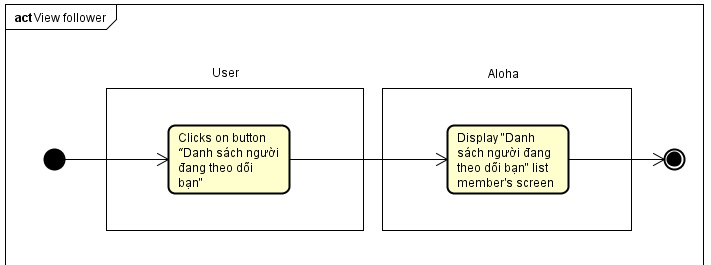 act View follower
User
Aloha
Clicks on button
"Danh sách người
đang theo dõi
bạn"
Display "Danh
sách người đang
theo dõi bạn" list
member's screen